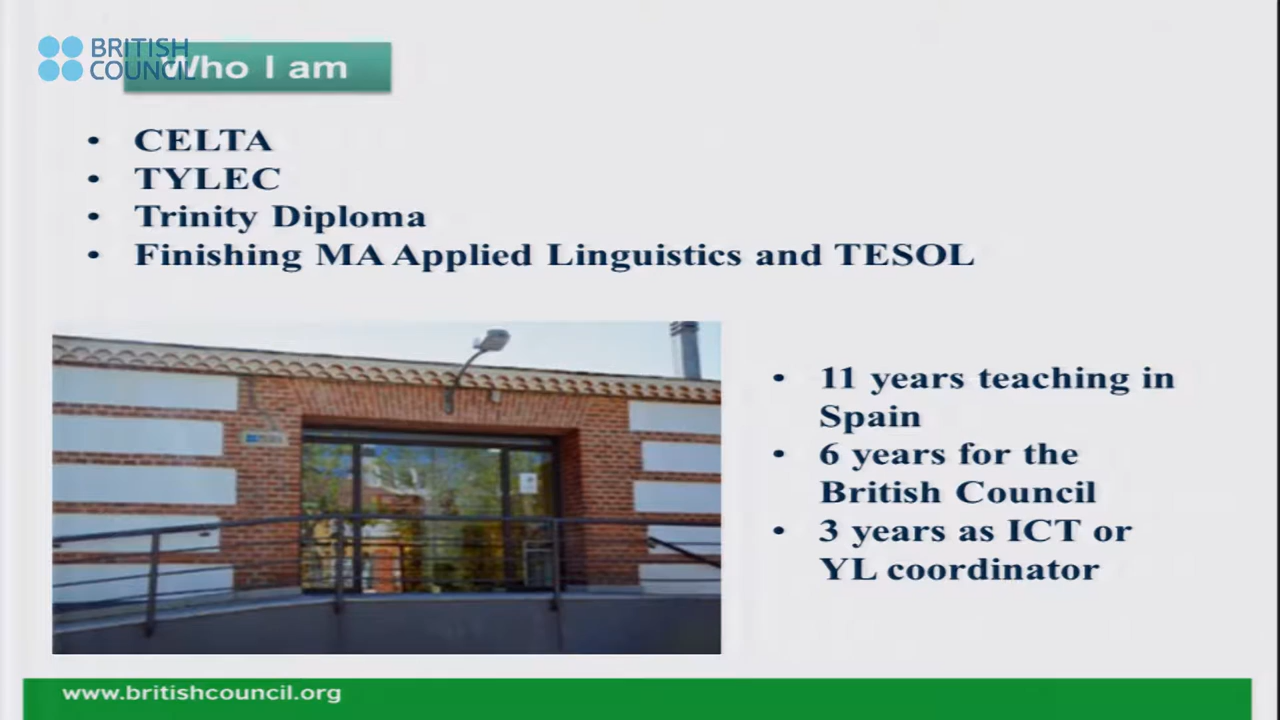 BRITISH
COUNCIL
Who I am
• CELTA
• TYLEC
• Trinity Diploma
• Finishing MA Applied Linguistics and TESOL
• 11 years teaching in
Spain
• 6 years for the
British Council
• 3 years as ICT or
YL coordinator
www.britishcouncil.org